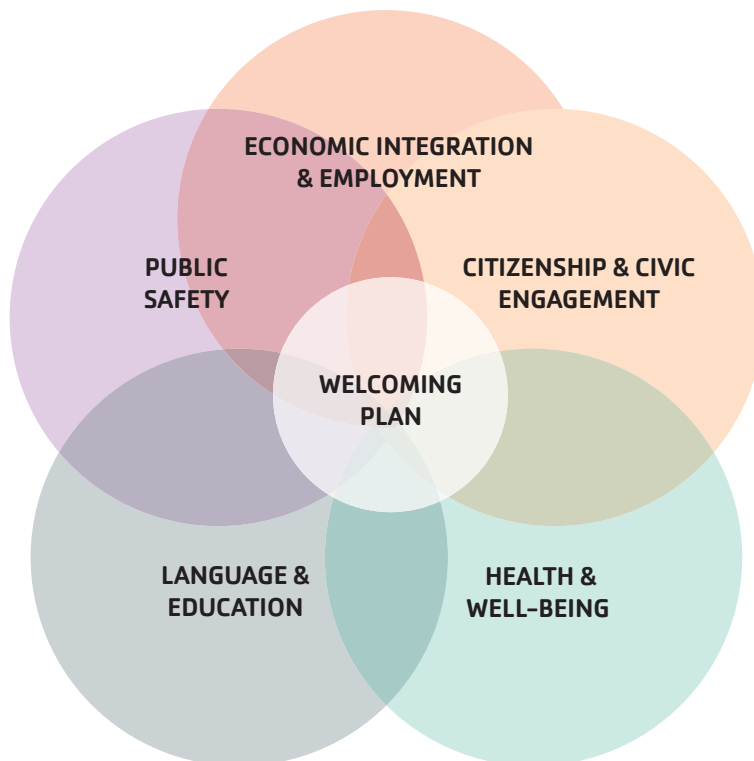 ECONOMIC INTEGRATION
& EMPLOYMENT
PUBLIC
SAFETY
CITIZENSHIP & CIVIC
ENGAGEMENT
WELCOMING
PLAN
LANGUAGE &
EDUCATION
HEALTH &
WELL-BEING